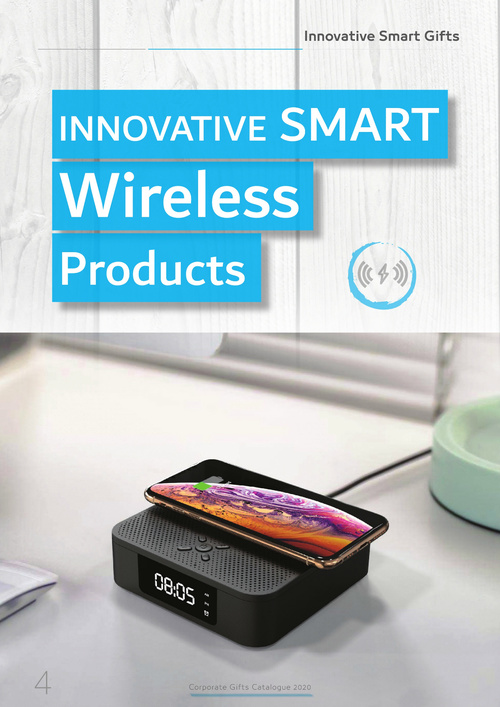 Innovative Smart Gifts
INNOVATIVE SMART
Wireless
Products
08:05
4
Corporate Gifts Catalogue 2020